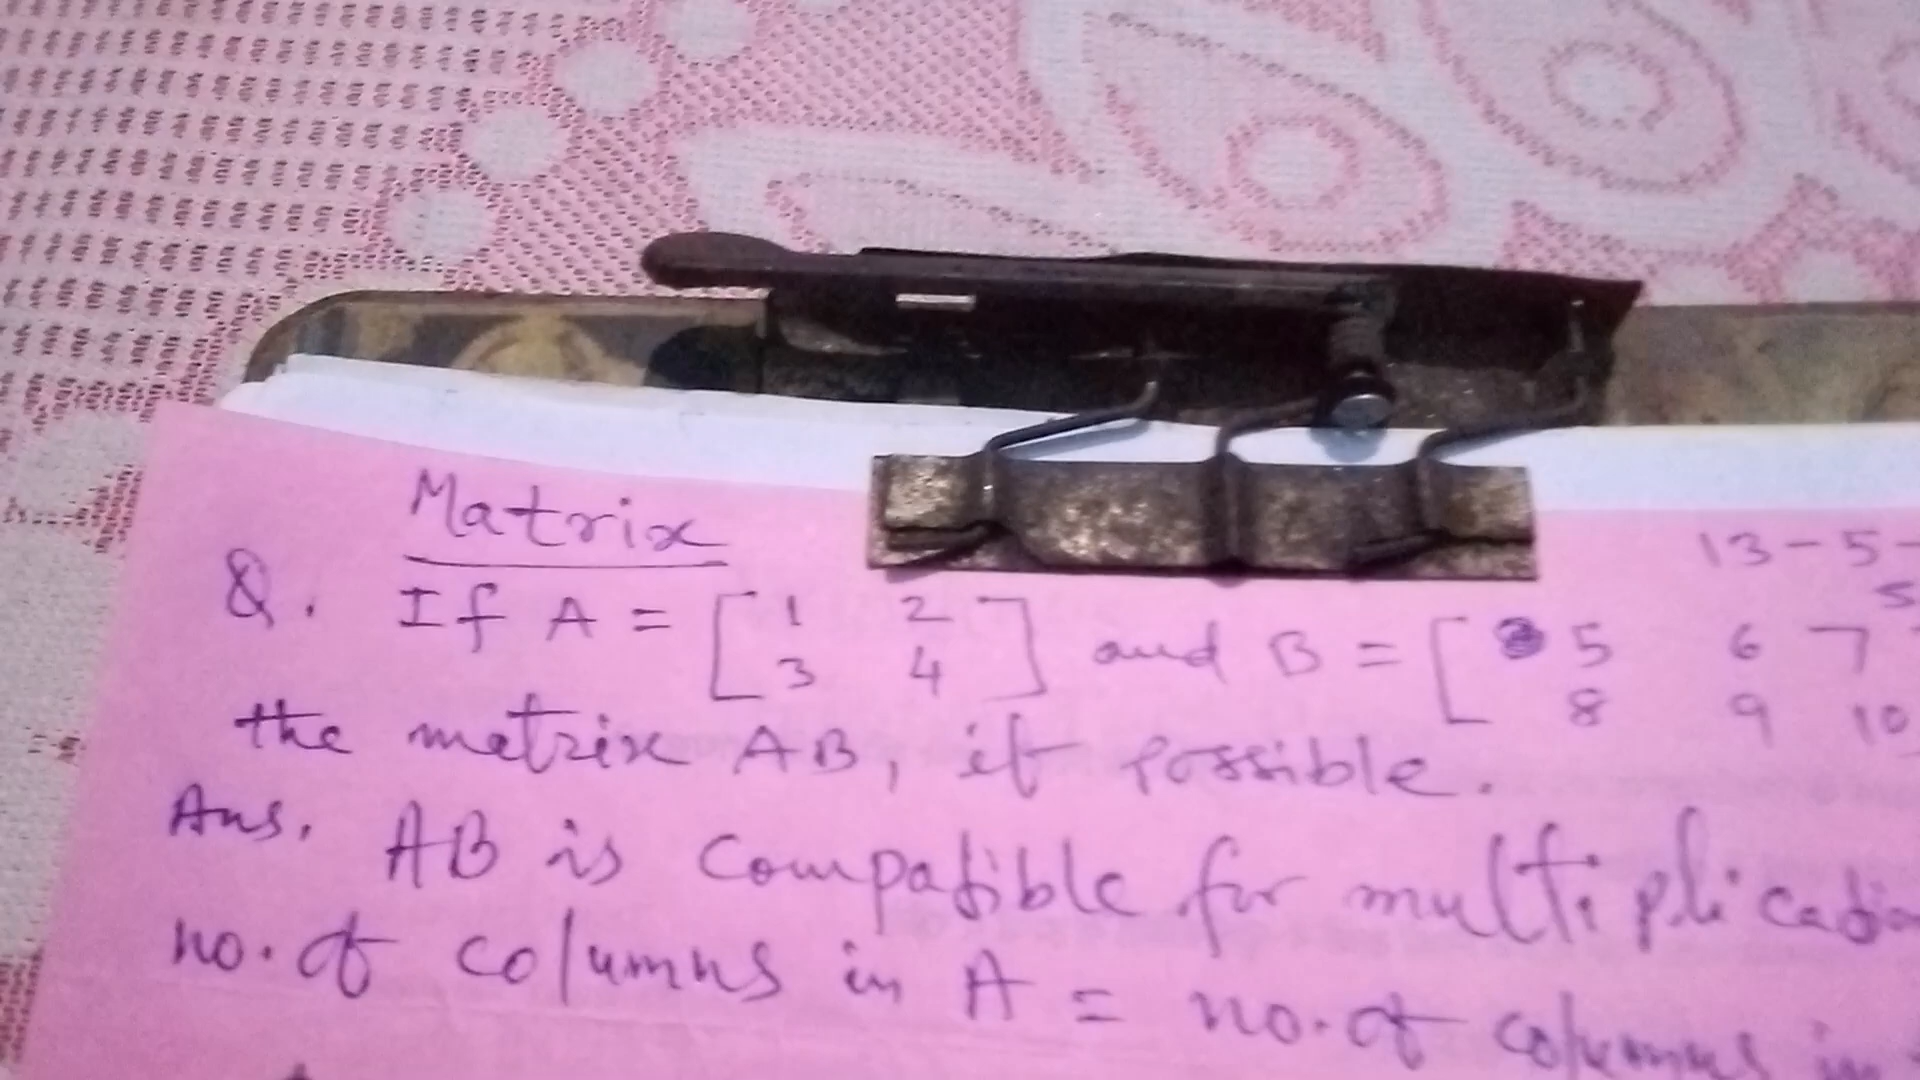 Matrix
13-5-
Q. If A = [1 2 and B = [5 6 7
3 4] 8 9 10
the matrix AB, if possible.
Ans. AB is compatible for multiplication
no. of columns in A = no. of columns in